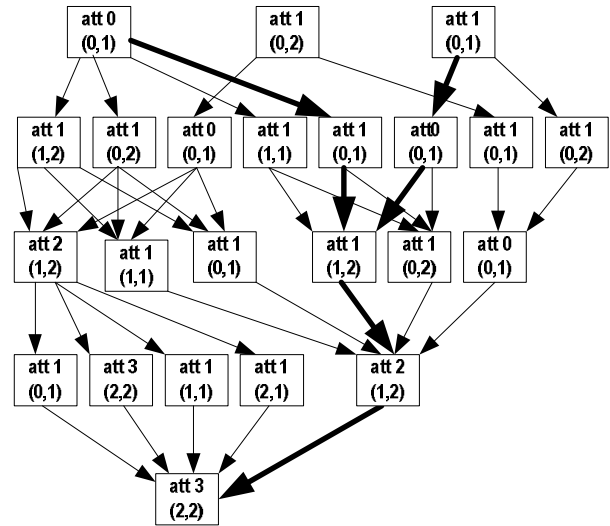 att 0
(0,1)
att 1
(0,2)
att 1
(0,1)
att 1
(1,2)
att 1
(0,2)
att 0
(0,1)
att 1
(1,1)
att 1
(0,1)
att0
(0,1)
att 1
(0,1)
att 1
(0,2)
att 2
(1,2)
att 1
(1,1)
att 1
(0,1)
att 1
(1,2)
att 1
(0,2)
att 0
(0,1)
att 1
(0,1)
att 3
(2,2)
att 1
(1,1)
att 1
(2,1)
att 2
(1,2)
att 3
(2,2)